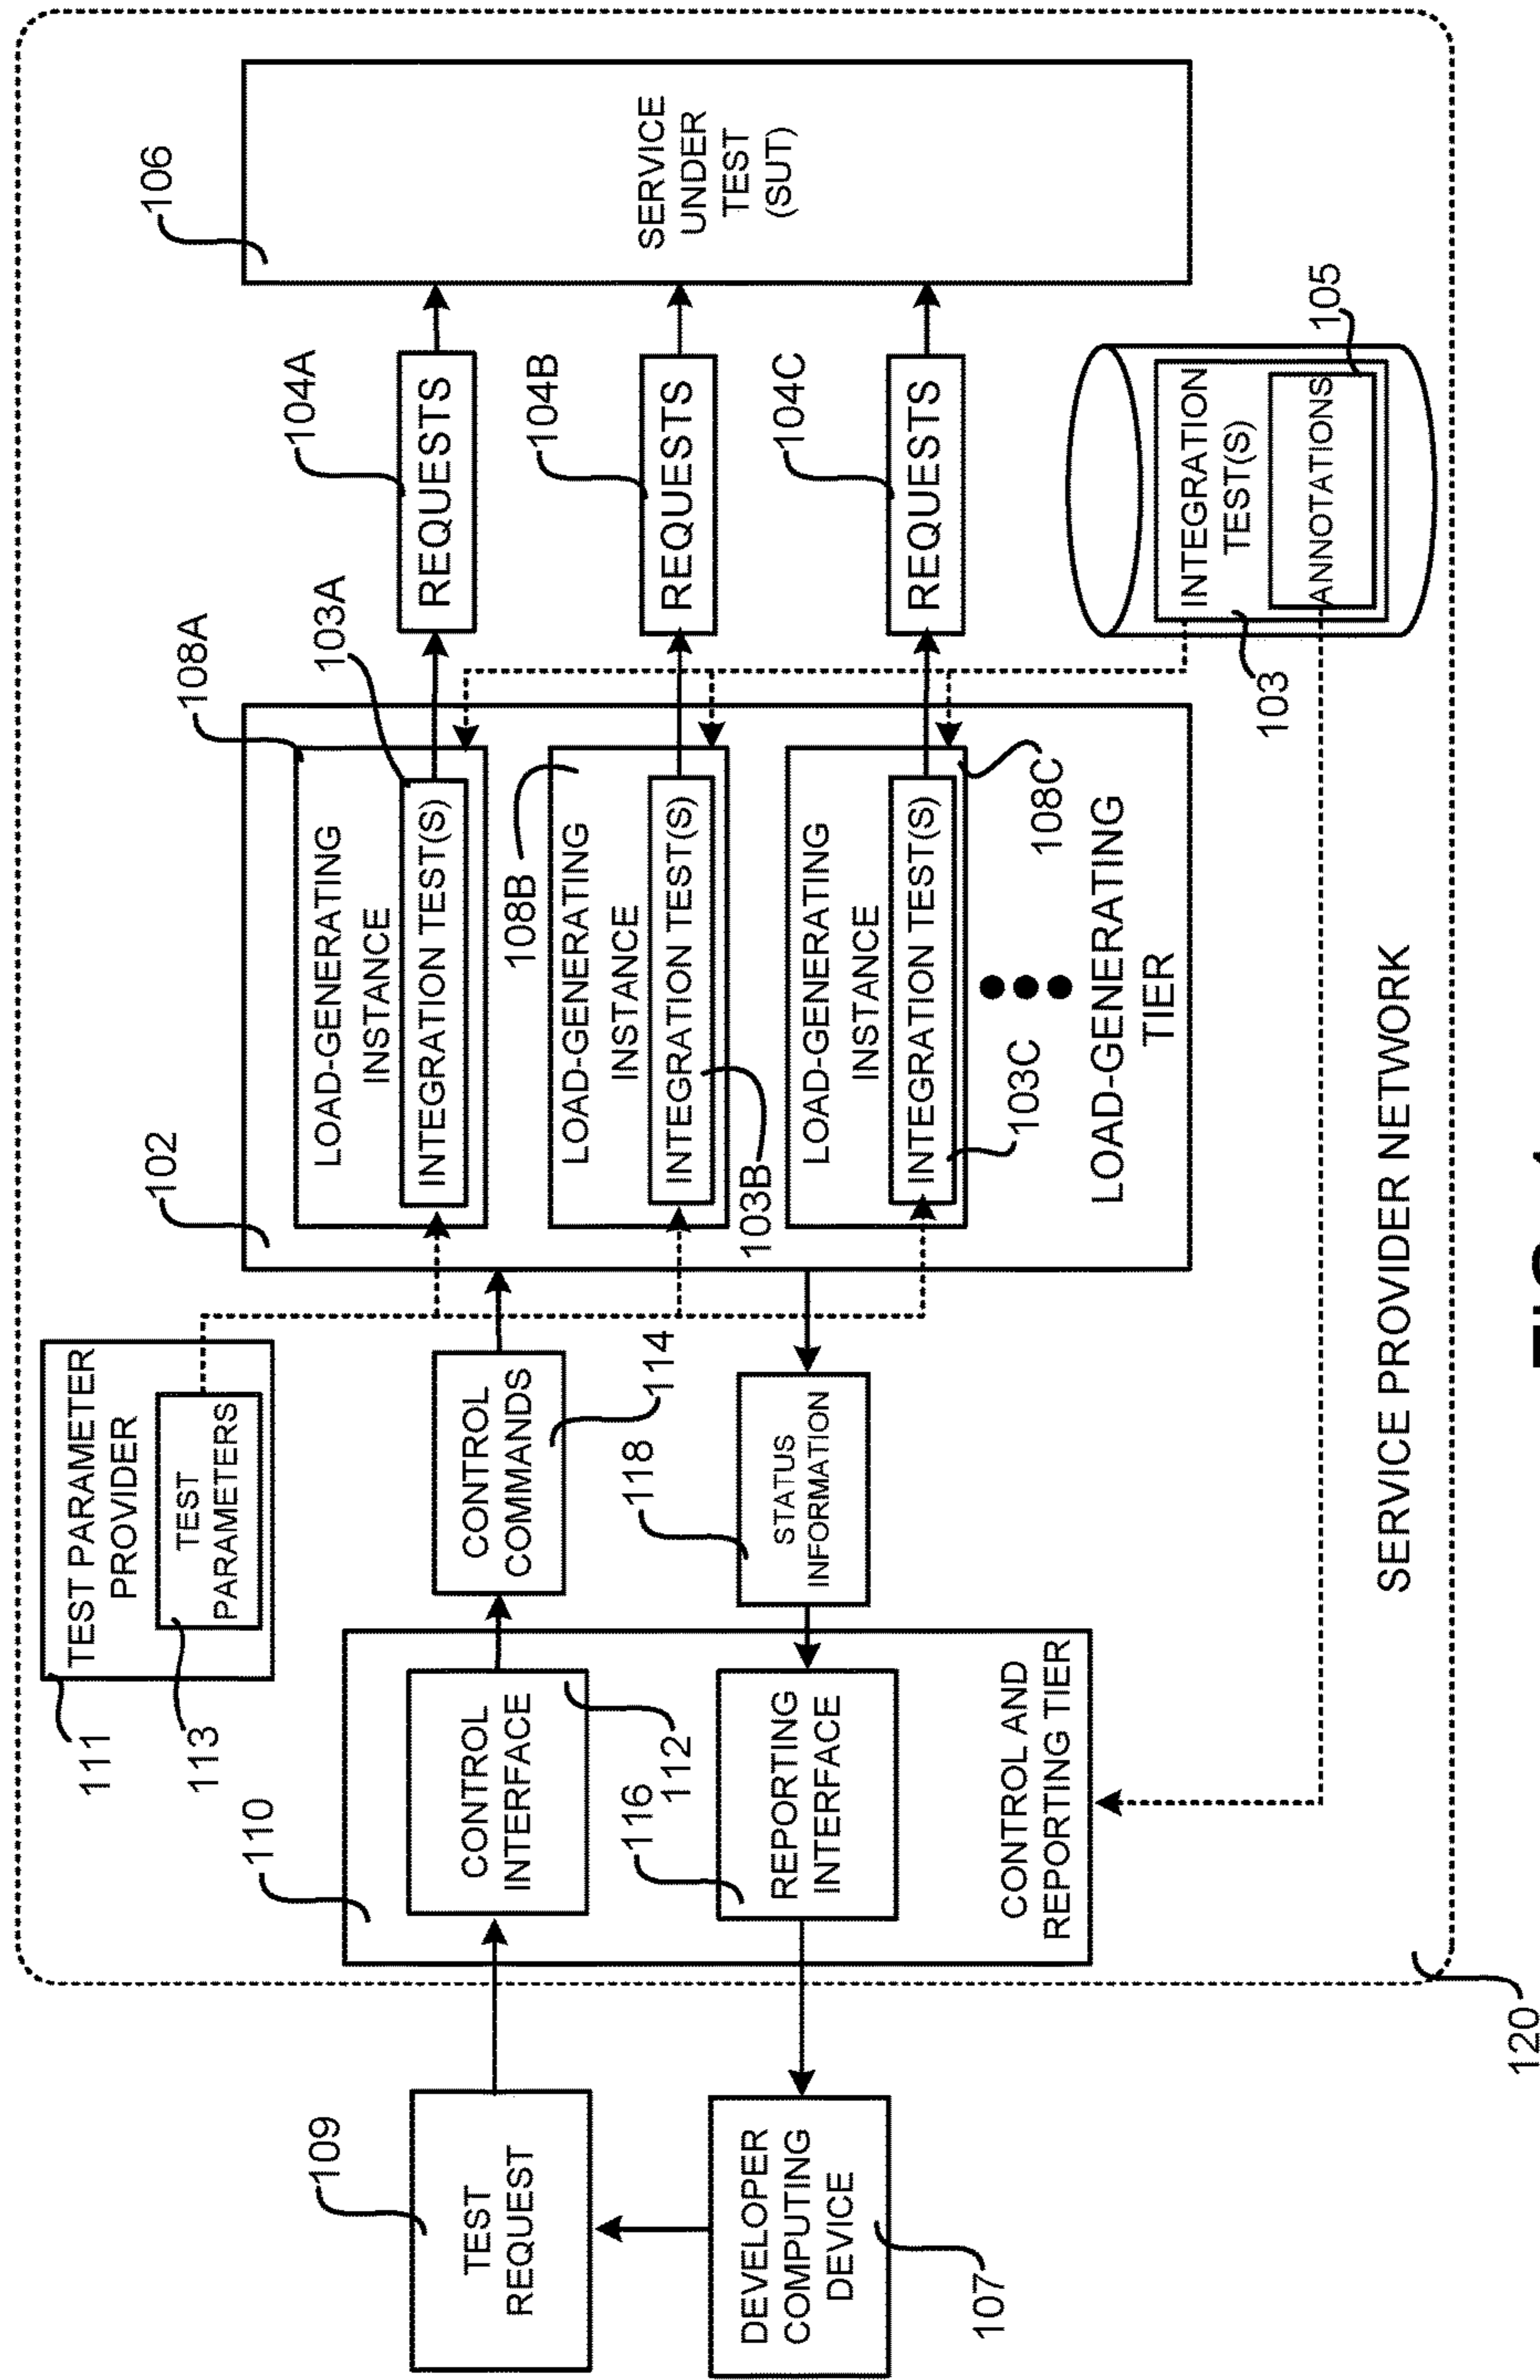 111
TEST PARAMETER
PROVIDER
113
TEST
PARAMETERS
102
108A
103A
104A
106
110
CONTROL
INTERFACE
112
CONTROL
COMMANDS
114
LOAD-GENERATING
INSTANCE
INTEGRATION TEST(S)
REQUESTS
109
TEST
REQUEST
108B
LOAD-GENERATING
INSTANCE
INTEGRATION TEST(S)
103B
104B
REQUESTS
SERVICE
UNDER
TEST
(SUT)
116
REPORTING
INTERFACE
118
STATUS
INFORMATION
DEVELOPER
COMPUTING
DEVICE
107
LOAD-GENERATING
INSTANCE
INTEGRATION TEST(S)
103C
108C
104C
REQUESTS
CONTROL AND
REPORTING TIER
LOAD-GENERATING
TIER
INTEGRATION
TEST(S)
103
ANNOTATIONS
105
SERVICE PROVIDER NETWORK
120